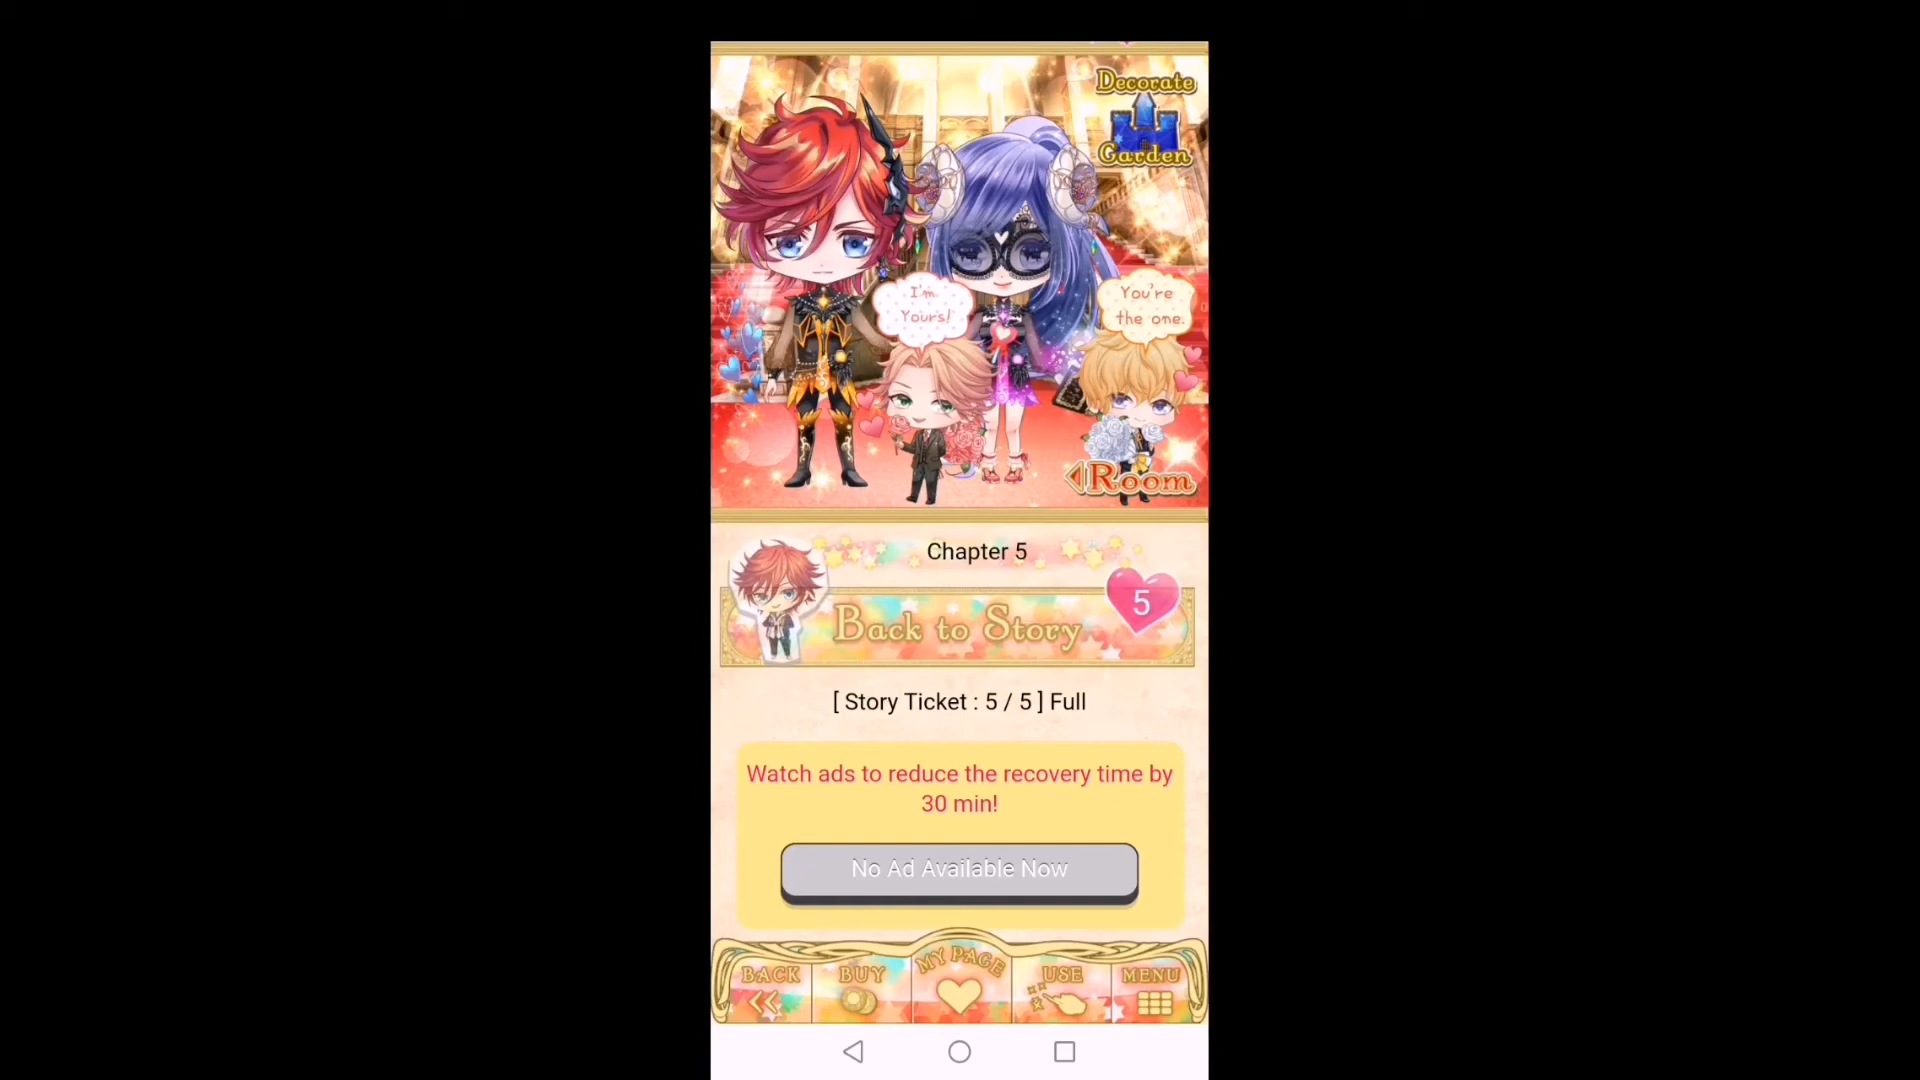 Decorate
Garden
I'm
Yours!
You're
the one.
Room
Chapter 5
Back to Story
5
[ Story Ticket : 5 / 5 ] Full
Watch ads to reduce the recovery time by
30 min!
No Ad Available Now
BACK
BUY
MY PAGE
USE
MENU